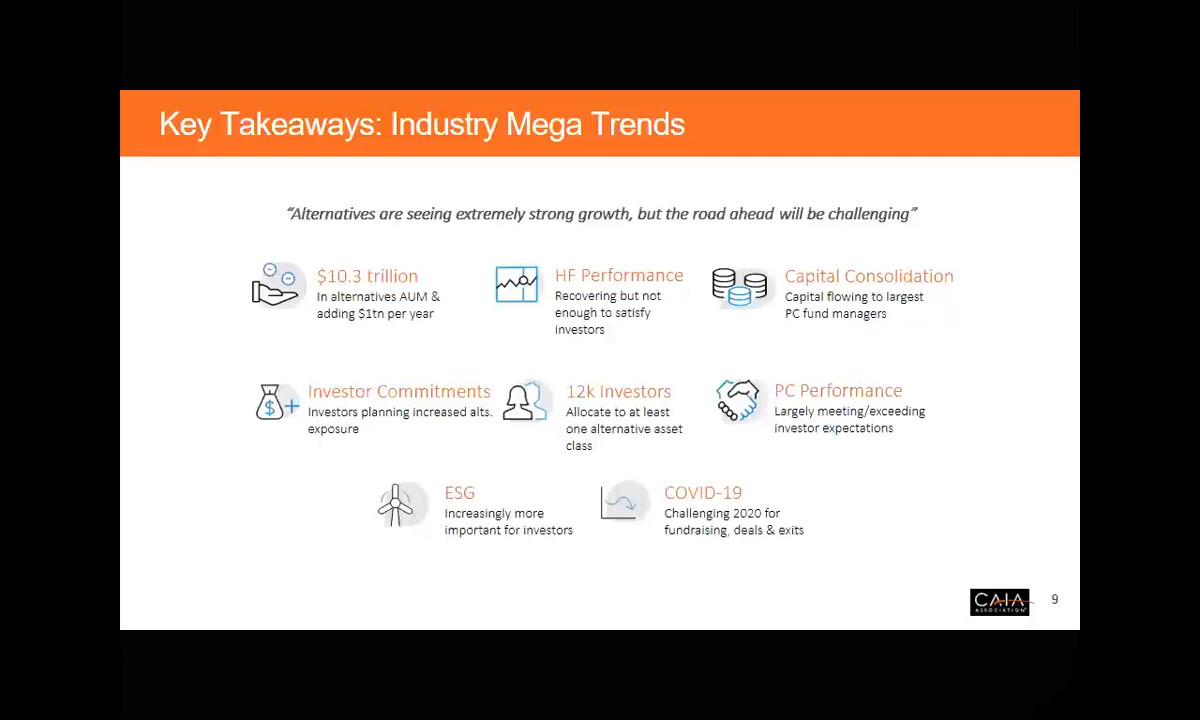 Key Takeaways: Industry Mega Trends
“Alternatives are seeing extremely strong growth, but the road ahead will be challenging”
$10.3 trillion
In alternatives AUM &
adding $1tn per year
HF Performance
Recovering but not
enough to satisfy
investors
Capital Consolidation
Capital flowing to largest
PC fund managers
Investor Commitments
Investors planning increased alts.
exposure
12k Investors
Allocate to at least
one alternative asset
class
PC Performance
Largely meeting/exceeding
investor expectations
ESG
Increasingly more
important for investors
COVID-19
Challenging 2020 for
fundraising, deals & exits
CAIA
ASSOCIATION
9